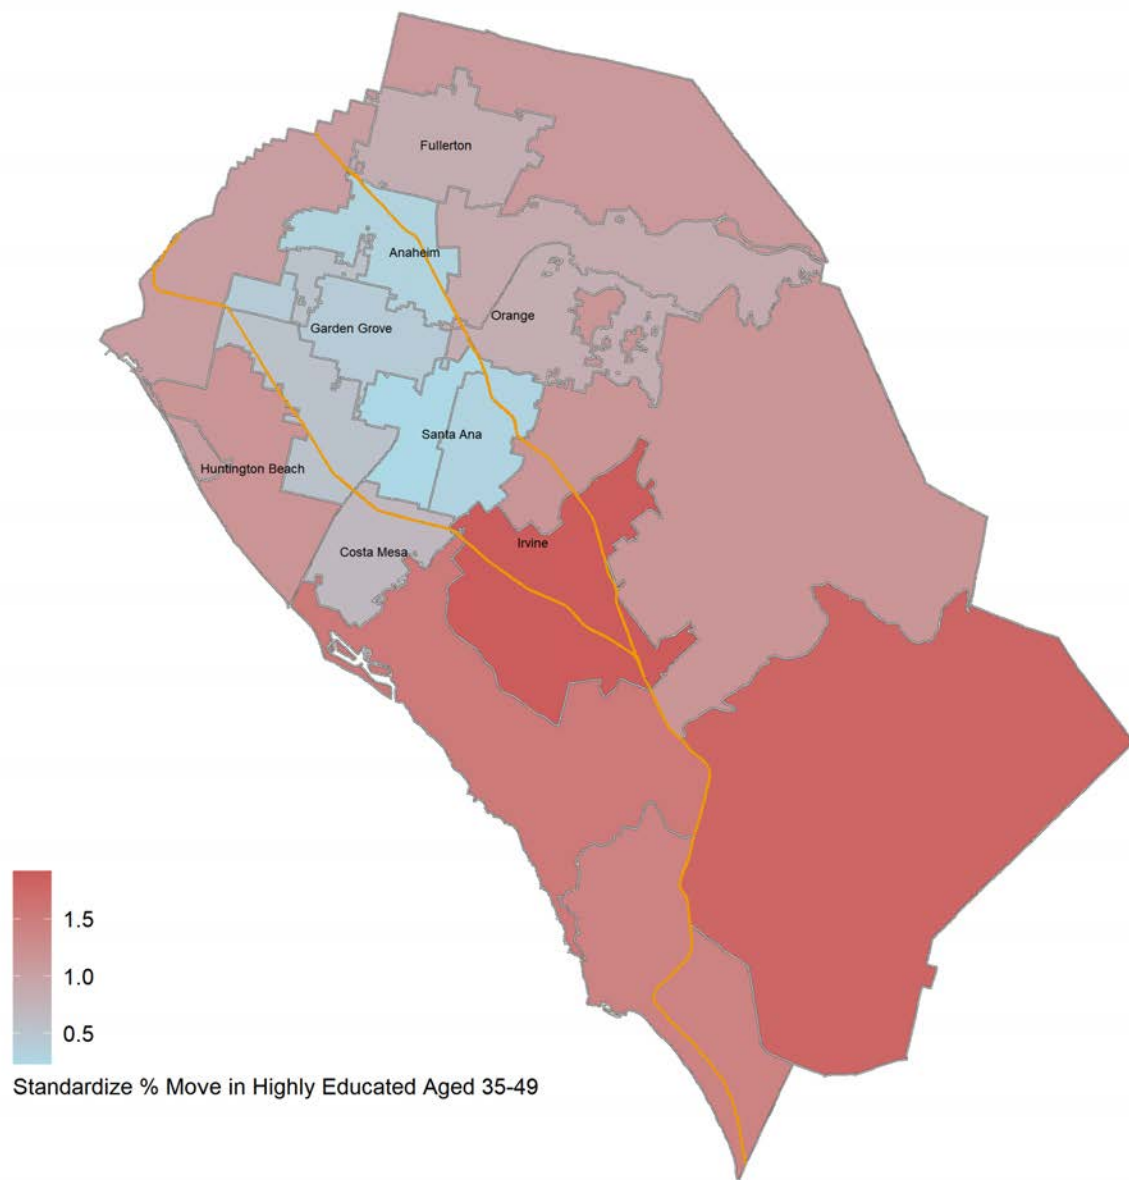 Fullerton
Anaheim
Orange
Garden Grove
Santa Ana
Huntington Beach
Irvine
Costa Mesa
1.5
1.0
0.5
Standardize % Move in Highly Educated Aged 35-49